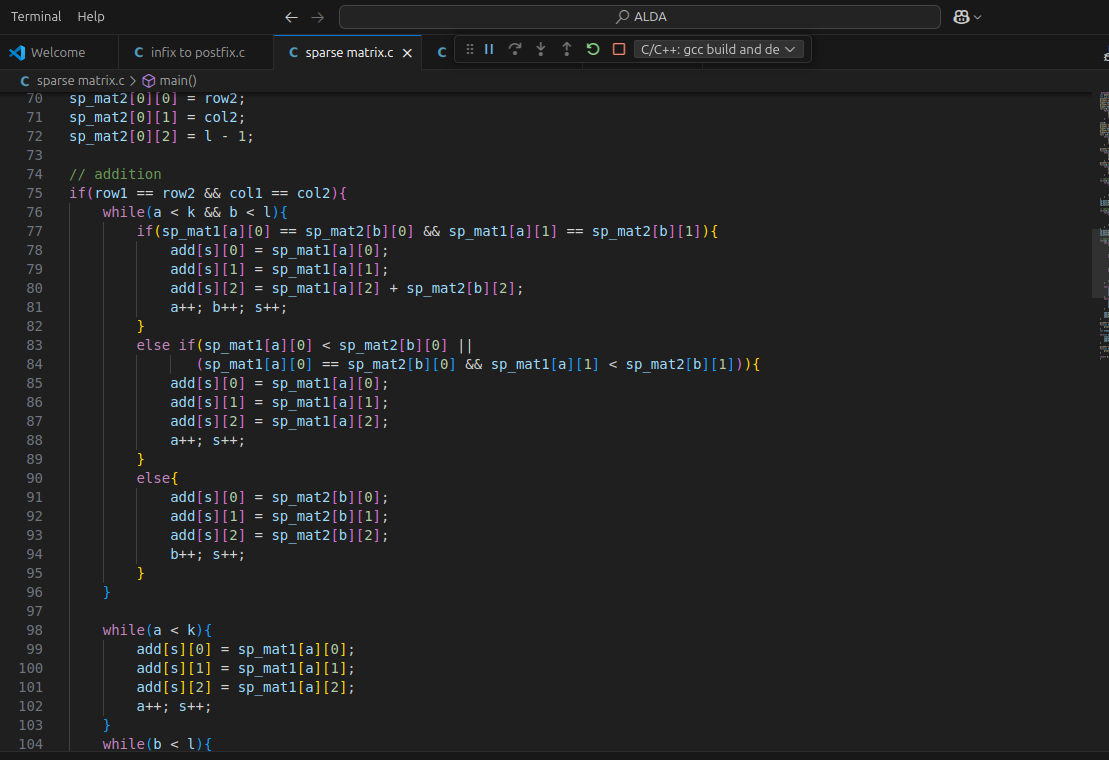 Terminal Help ALDA
Welcome infix to postfix.c sparse matrix.c C/C++: gcc build and de
C sparse matrix.c > main()
70 sp_mat2[0][0] = row2;
71 sp_mat2[0][1] = col2;
72 sp_mat2[0][2] = l - 1;
73
74 // addition
75 if(row1 == row2 && col1 == col2){
76 while(a < k && b < l){
77 if(sp_mat1[a][0] == sp_mat2[b][0] && sp_mat1[a][1] == sp_mat2[b][1]){
78 add[s][0] = sp_mat1[a][0];
79 add[s][1] = sp_mat1[a][1];
80 add[s][2] = sp_mat1[a][2] + sp_mat2[b][2];
81 a++; b++; s++;
82 }
83 else if(sp_mat1[a][0] < sp_mat2[b][0] ||
84 (sp_mat1[a][0] == sp_mat2[b][0] && sp_mat1[a][1] < sp_mat2[b][1])){
85 add[s][0] = sp_mat1[a][0];
86 add[s][1] = sp_mat1[a][1];
87 add[s][2] = sp_mat1[a][2];
88 a++; s++;
89 }
90 else{
91 add[s][0] = sp_mat2[b][0];
92 add[s][1] = sp_mat2[b][1];
93 add[s][2] = sp_mat2[b][2];
94 b++; s++;
95 }
96 }
97
98 while(a < k){
99 add[s][0] = sp_mat1[a][0];
100 add[s][1] = sp_mat1[a][1];
101 add[s][2] = sp_mat1[a][2];
102 a++; s++;
103 }
104 while(b < l){